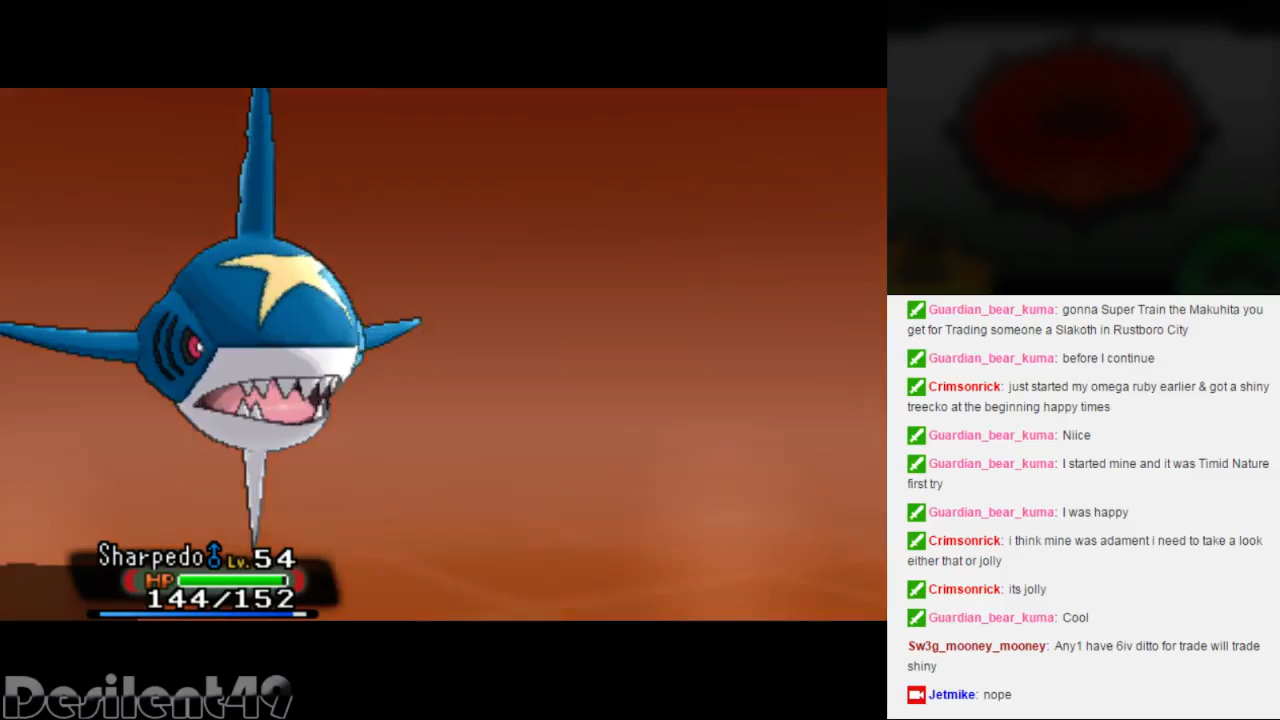 Guardian_bear_kuma: gonna Super Train the Makuhita you
get for Trading someone a Slakoth in Rustboro City
Guardian_bear_kuma: before I continue
Crimsonrick: just started my omega ruby earlier & got a shiny
treecko at the beginning happy times
Guardian_bear_kuma: Niice
Guardian_bear_kuma: I started mine and it was Timid Nature
first try
Guardian_bear_kuma: I was happy
Crimsonrick: i think mine was adament i need to take a look
either that or jolly
Crimsonrick: its jolly
Guardian_bear_kuma: Cool
Sw3g_mooney_mooney: Any1 have 6iv ditto for trade will trade
shiny
Jetmike: nope
Sharpedo♂ Lv.54
HP
144/152
Desilent49